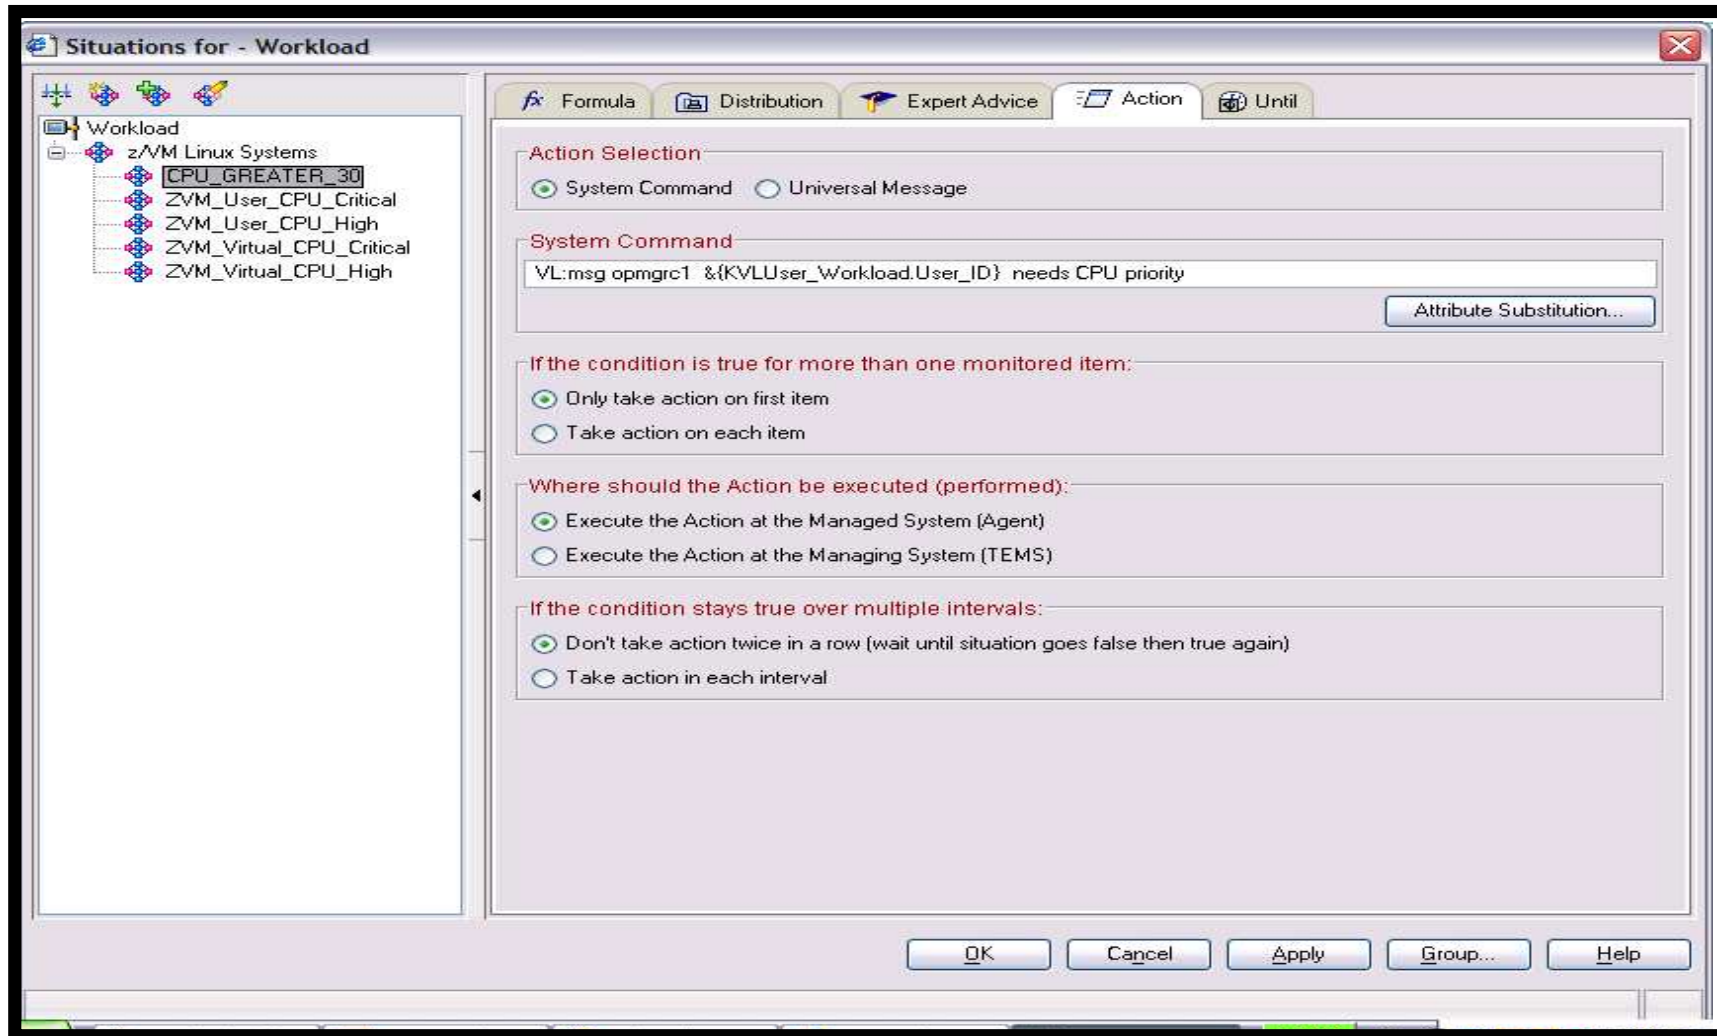 Situations for - Workload
Workload
z/VM Linux Systems
CPU_GREATER_30
ZVM_User_CPU_Critical
ZVM_User_CPU_High
ZVM_Virtual_CPU_Critical
ZVM_Virtual_CPU_High
fx Formula Distribution Expert Advice Action Until
Action Selection
System Command Universal Message
System Command
VL:msg opmgrc1 &{KVLUser_Workload.User_ID} needs CPU priority
Attribute Substitution...
If the condition is true for more than one monitored item:
Only take action on first item
Take action on each item
Where should the Action be executed (performed):
Execute the Action at the Managed System (Agent)
Execute the Action at the Managing System (TEMS)
If the condition stays true over multiple intervals:
Don't take action twice in a row (wait until situation goes false then true again)
Take action in each interval
OK Cancel Apply Group... Help